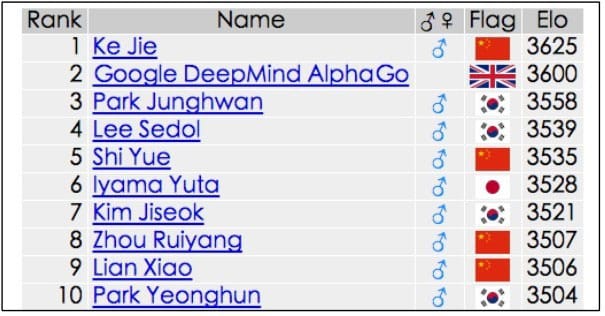 Rank Name ♂♀ Flag Elo
1 Ke Jie ♂ 3625
2 Google DeepMind AlphaGo 3600
3 Park Junghwan ♂ 3558
4 Lee Sedol ♂ 3539
5 Shi Yue ♂ 3535
6 Iyama Yuta ♂ 3528
7 Kim Jiseok ♂ 3521
8 Zhou Ruiyang ♂ 3507
9 Lian Xiao ♂ 3506
10 Park Yeonghun ♂ 3504